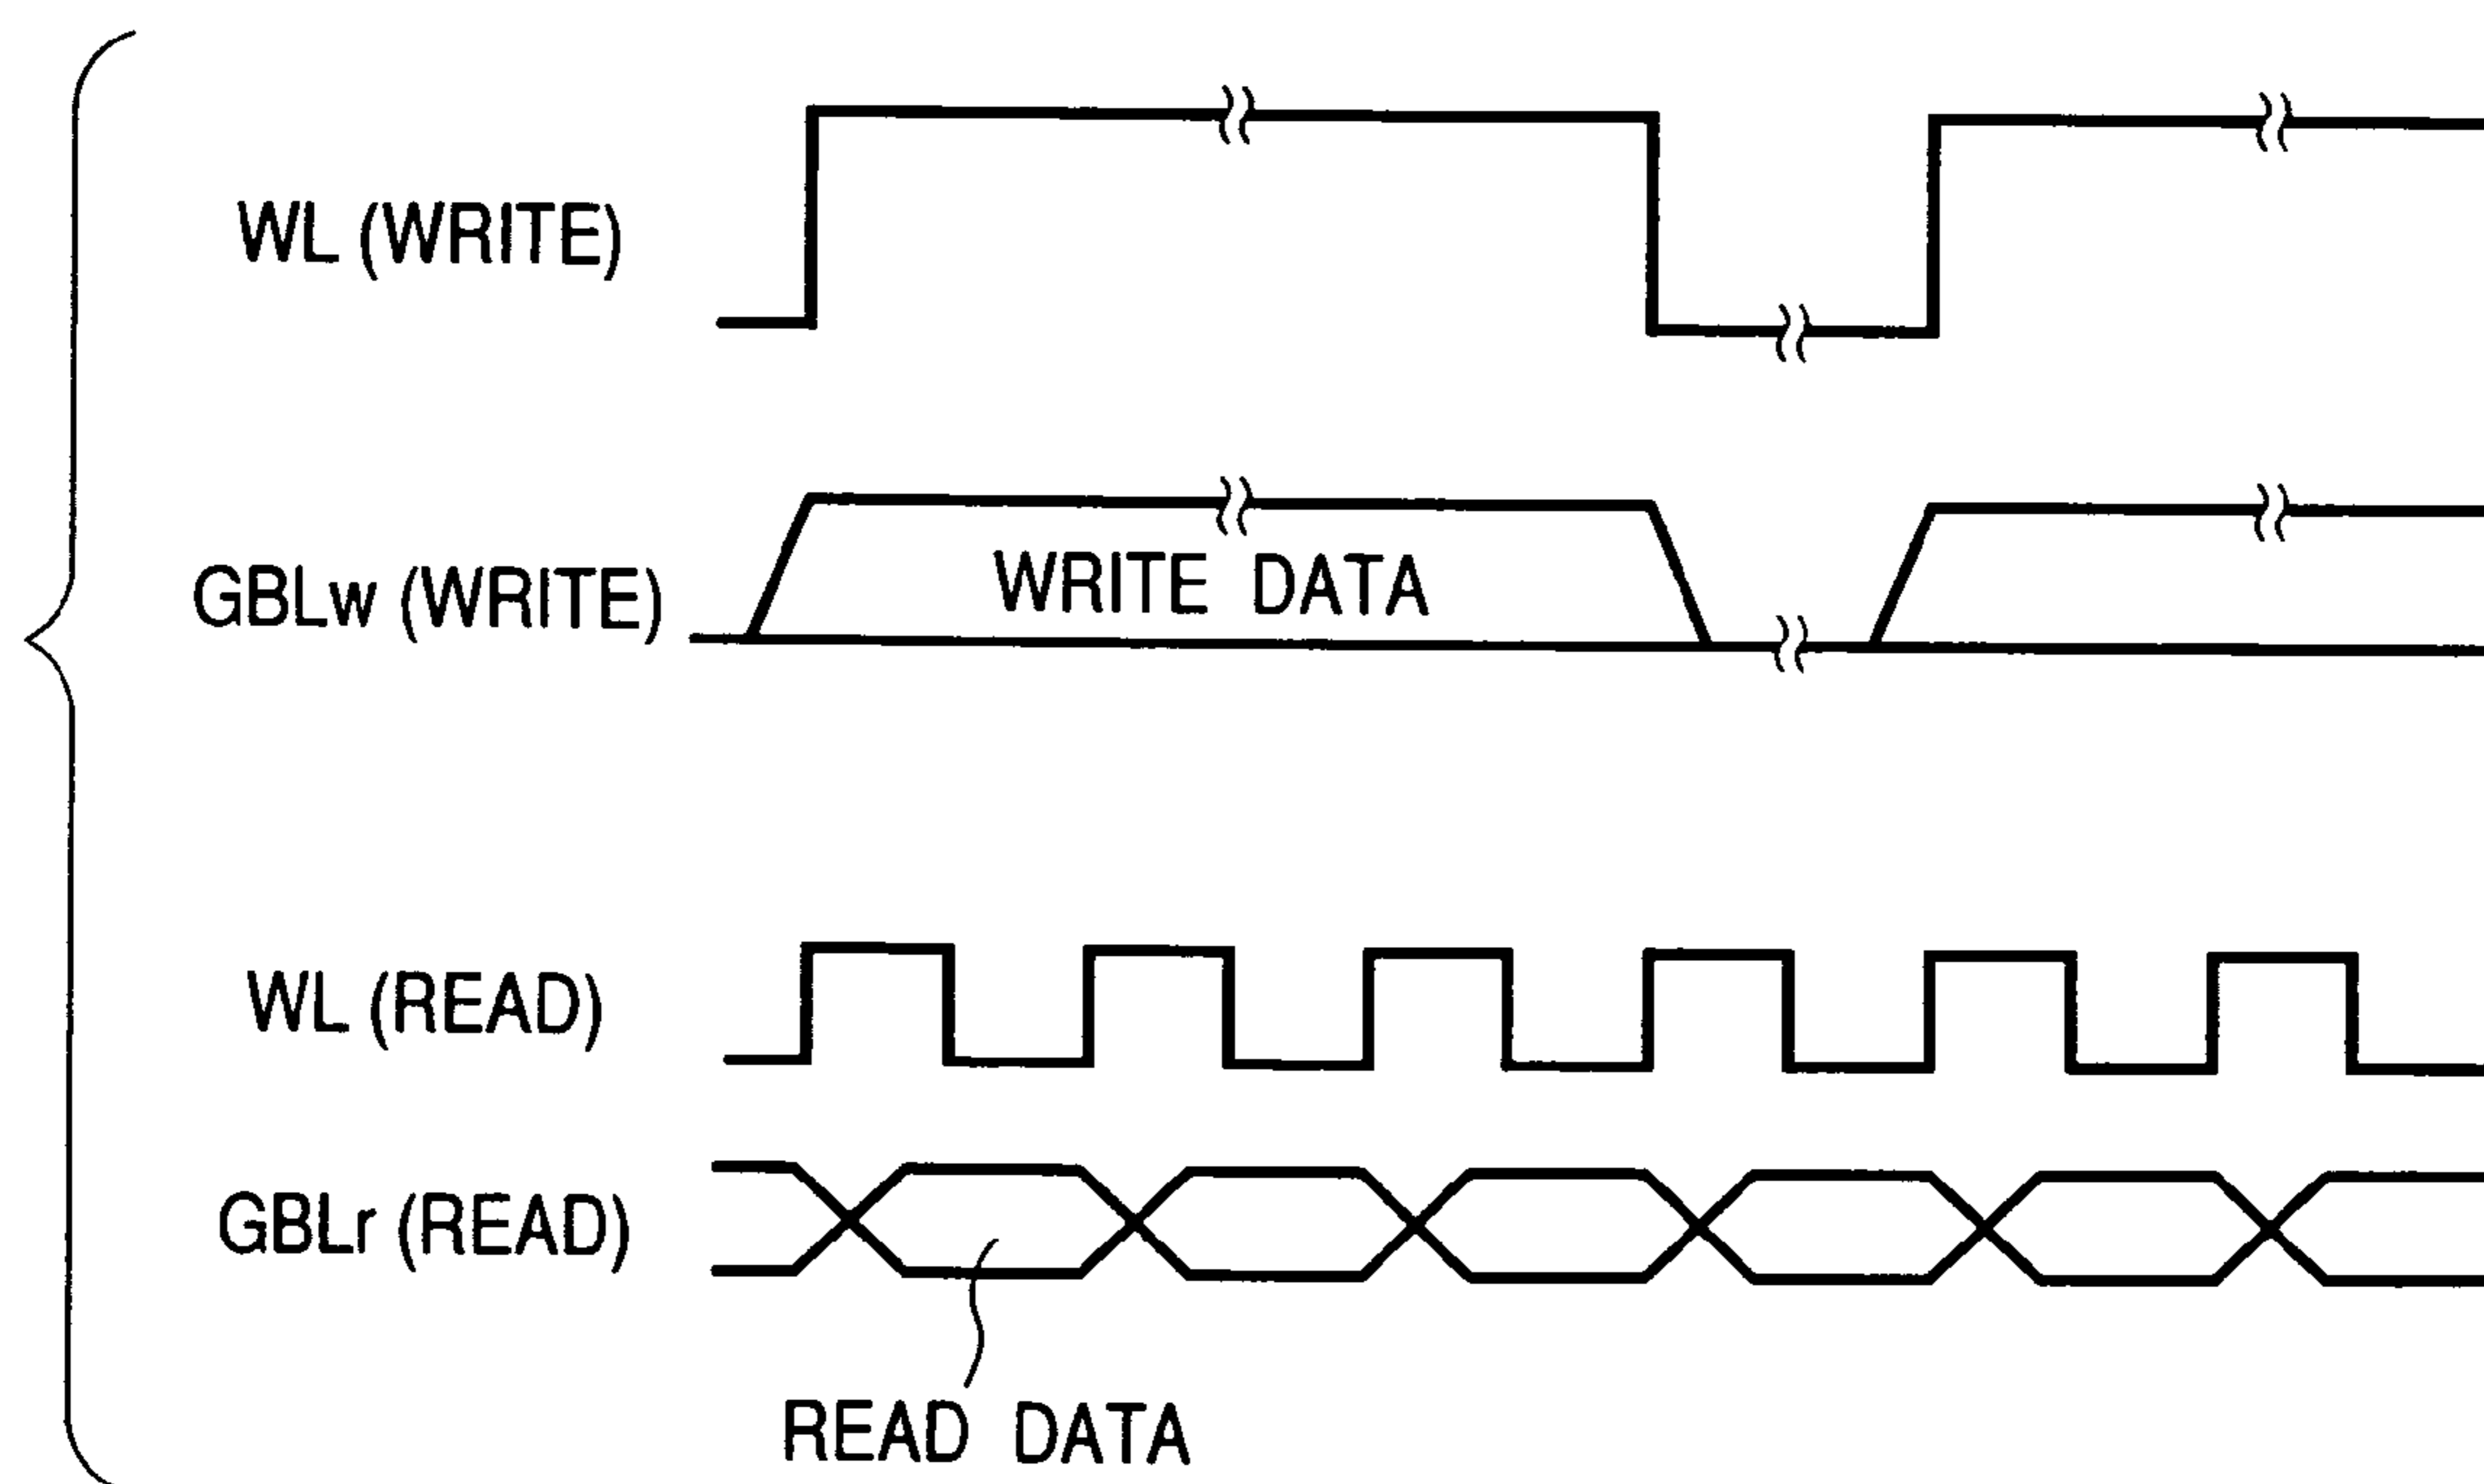 WL (WRITE)
GBLw (WRITE)
WRITE DATA
WL (READ)
GBLr (READ)
READ DATA